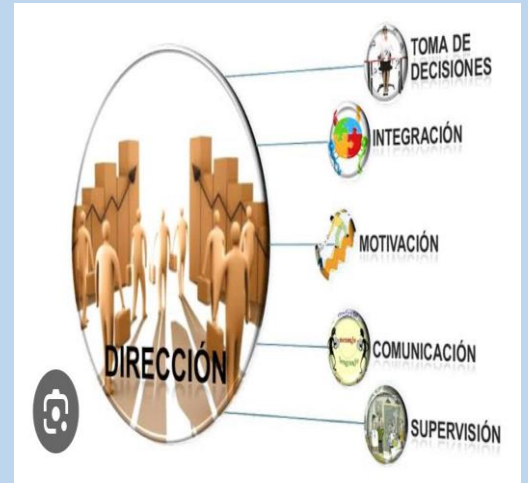 TOMA DE
DECISIONES
INTEGRACIÓN
MOTIVACIÓN
DIRECCIÓN
COMUNICACIÓN
SUPERVISIÓN